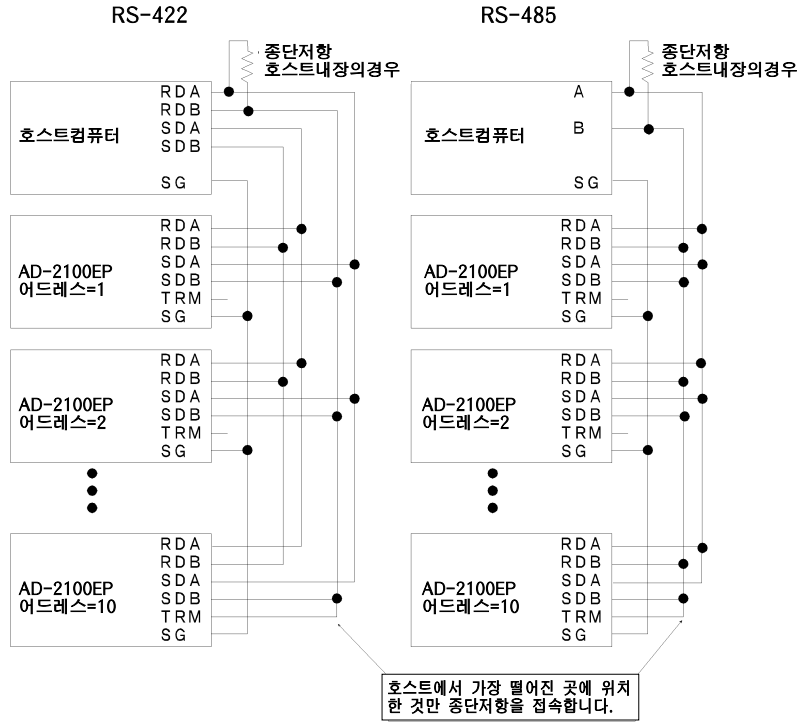 RS-422
종단저항
호스트내장의경우
호스트컴퓨터
RDA
RDB
SDA
SDB
SG
AD-2100EP
어드레스=1
RDA
RDB
SDA
SDB
TRM
SG
AD-2100EP
어드레스=2
RDA
RDB
SDA
SDB
TRM
SG
AD-2100EP
어드레스=10
RDA
RDB
SDA
SDB
TRM
SG
RS-485
종단저항
호스트내장의경우
호스트컴퓨터
A
B
SG
AD-2100EP
어드레스=1
RDA
RDB
SDA
SDB
TRM
SG
AD-2100EP
어드레스=2
RDA
RDB
SDA
SDB
TRM
SG
AD-2100EP
어드레스=10
RDA
RDB
SDA
SDB
TRM
SG
호스트에서 가장 떨어진 곳에 위치
한 것만 종단저항을 접속합니다.